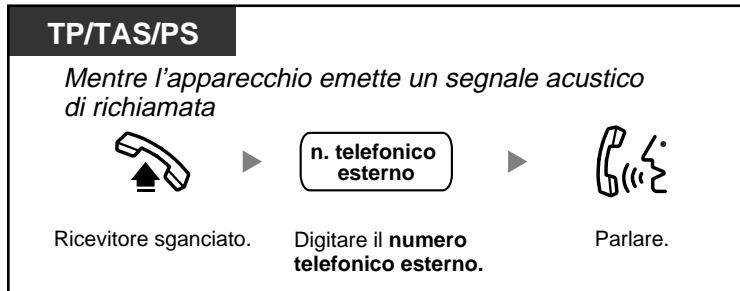 TP/TAS/PS
Mentre l'apparecchio emette un segnale acustico
di richiamata
n. telefonico
esterno
Ricevitore sganciato.
Digitare il numero
telefonico esterno.
Parlare.